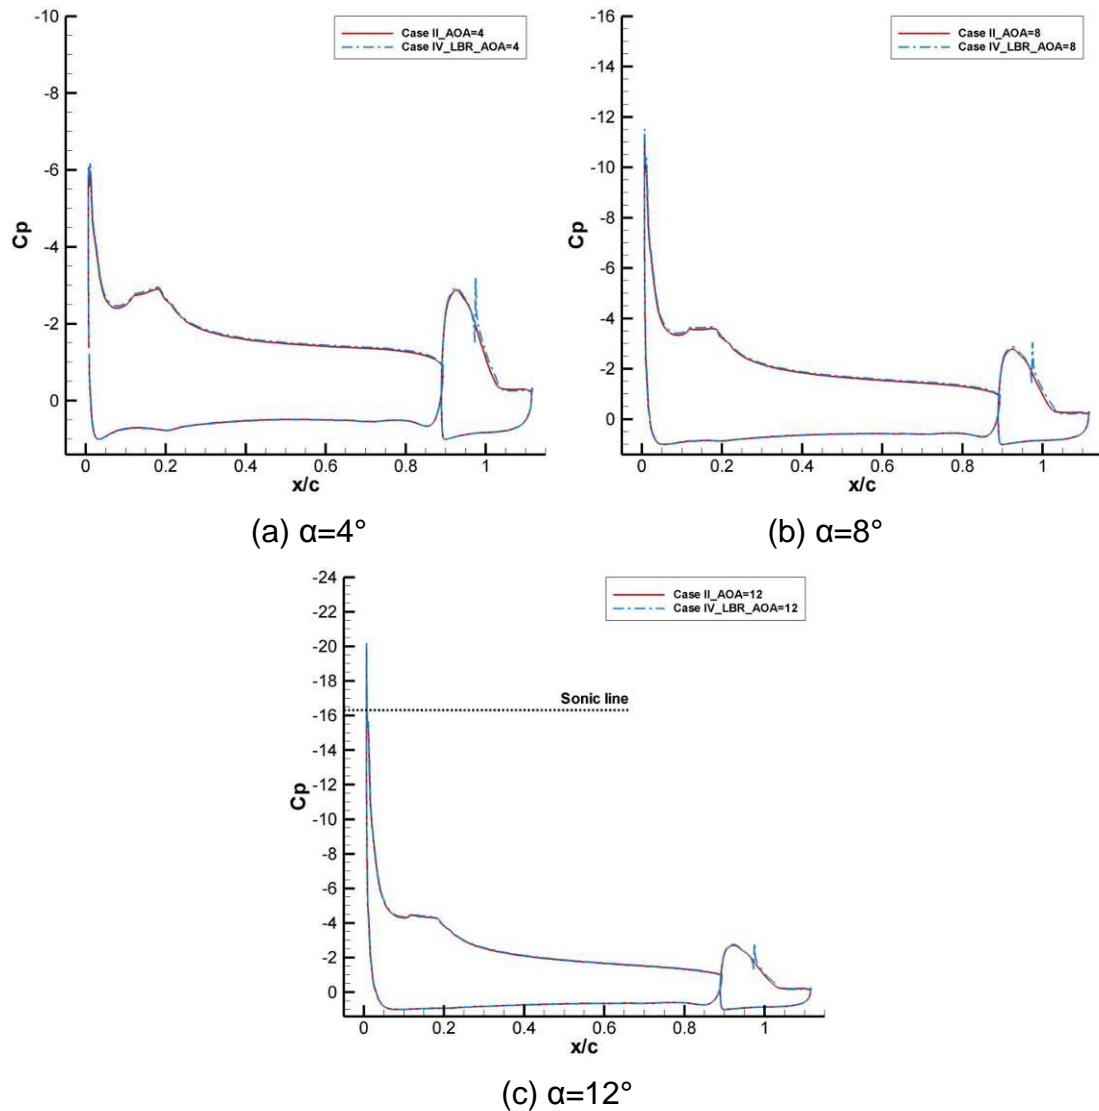 -10
-8
-6
-4
-2
0
Cp
Case II_AOA=4
Case IV_LBR_AOA=4
0 0.2 0.4 0.6 0.8 1
x/c
(a) α=4°
-16
-14
-12
-10
-8
-6
-4
-2
0
Cp
Case II_AOA=8
Case IV_LBR_AOA=8
0 0.2 0.4 0.6 0.8 1
x/c
(b) α=8°
-24
-22
-20
-18
-16
-14
-12
-10
-8
-6
-4
-2
0
Cp
Case II_AOA=12
Case IV_LBR_AOA=12
Sonic line
0 0.2 0.4 0.6 0.8 1
x/c
(c) α=12°